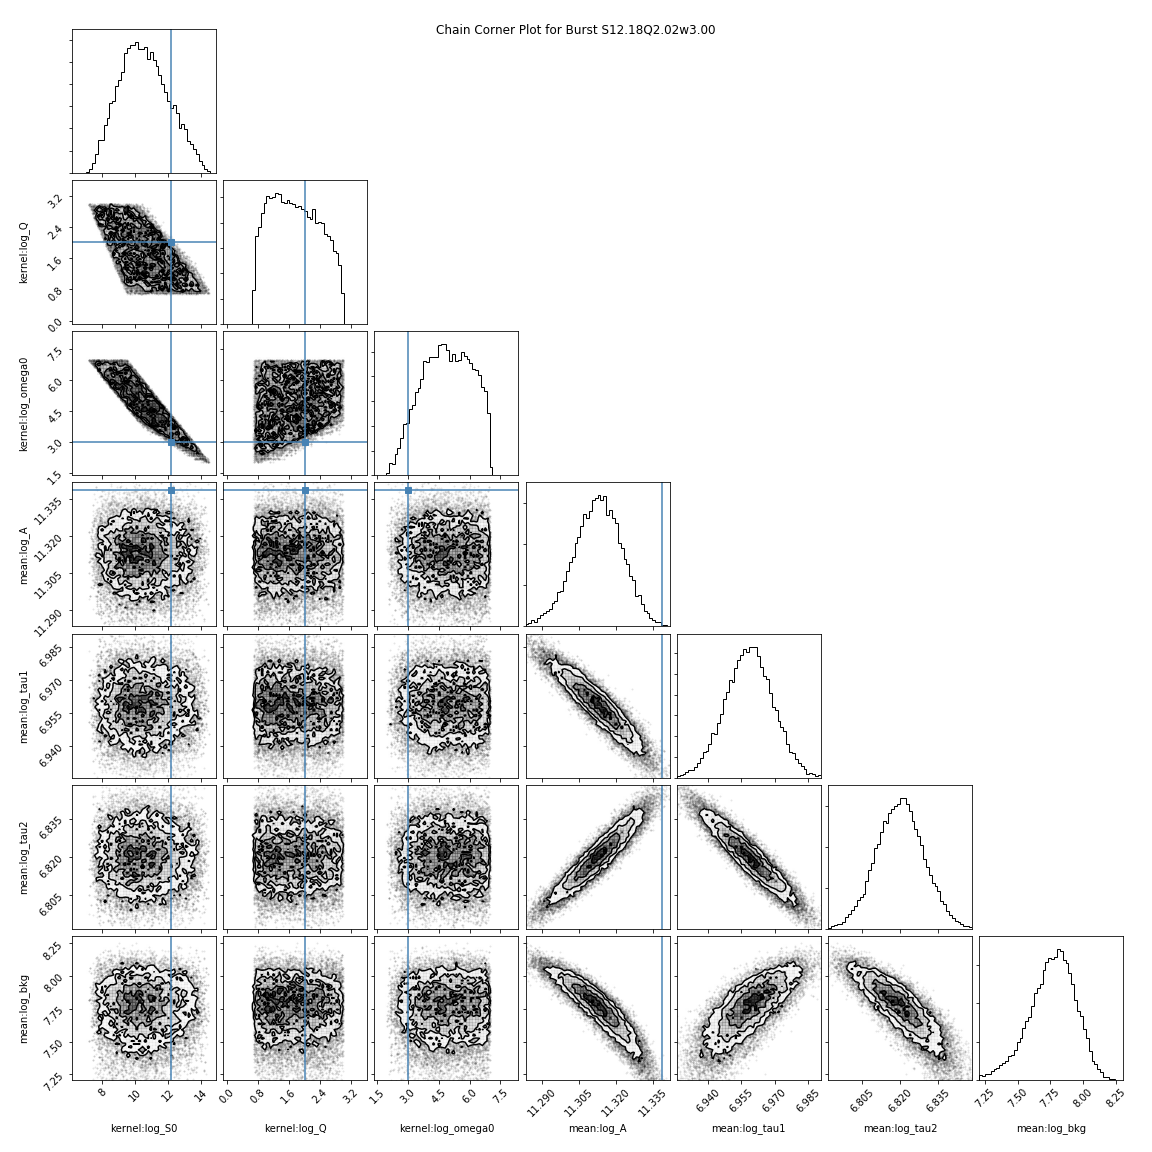 Chain Corner Plot for Burst S12.18Q2.02w3.00
kernel:log_Q
3.2
2.4
1.6
0.8
0.0
kernel:log_omega0
7.5
6.0
4.5
3.0
1.5
mean:log_A
11.335
11.320
11.305
11.290
mean:log_tau1
6.985
6.970
6.955
6.940
mean:log_tau2
6.835
6.820
6.805
mean:log_bkg
8.25
8.00
7.75
7.50
7.25
8 10 12 14 0.0 0.8 1.6 2.4 3.2 1.5 3.0 4.5 6.0 7.5 11.290 11.305 11.320 11.335 6.940 6.955 6.970 6.985 6.805 6.820 6.835 7.25 7.50 7.75 8.00 8.25
kernel:log_S0 kernel:log_Q kernel:log_omega0 mean:log_A mean:log_tau1 mean:log_tau2 mean:log_bkg